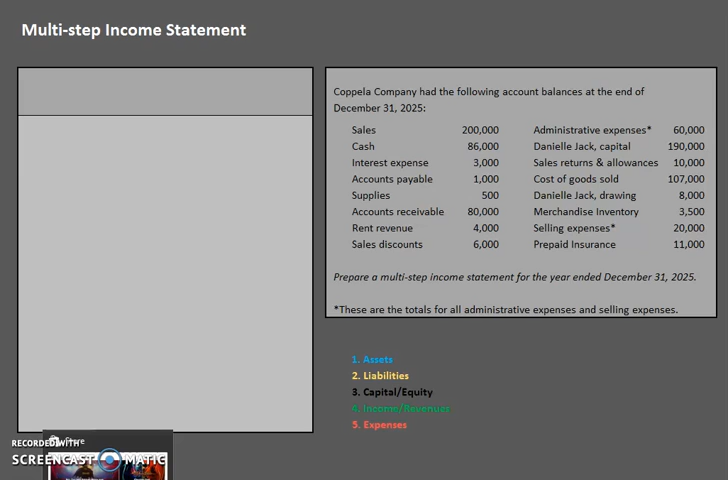 Multi-step Income Statement
Coppela Company had the following account balances at the end of
December 31, 2025:
Sales 200,000 Administrative expenses* 60,000
Cash 86,000 Danielle Jack, capital 190,000
Interest expense 3,000 Sales returns & allowances 10,000
Accounts payable 1,000 Cost of goods sold 107,000
Supplies 500 Danielle Jack, drawing 8,000
Accounts receivable 80,000 Merchandise Inventory 3,500
Rent revenue 4,000 Selling expenses* 20,000
Sales discounts 6,000 Prepaid Insurance 11,000
Prepare a multi-step income statement for the year ended December 31, 2025.
*These are the totals for all administrative expenses and selling expenses.
1. Assets
2. Liabilities
3. Capital/Equity
4. Income/Revenues
5. Expenses
Store
RECORDED WITH
SCREENCAST MATIC